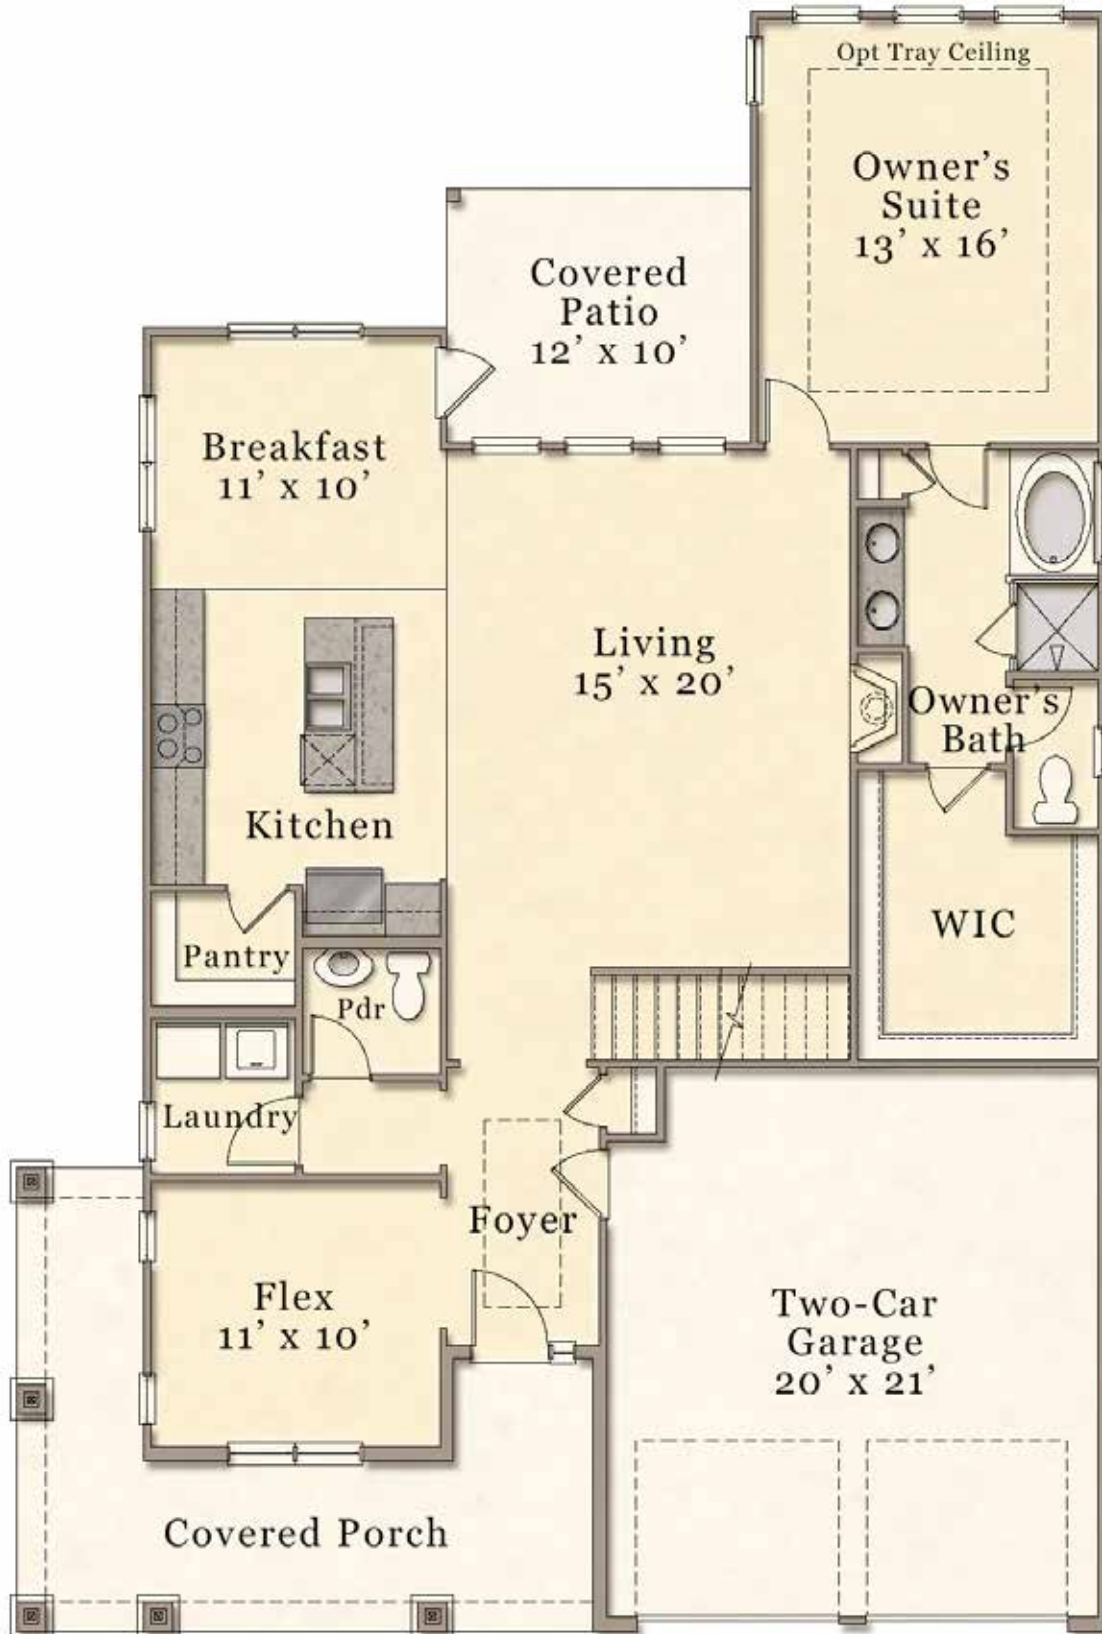 Opt Tray Ceiling
Owner's
Suite
13' x 16'
Covered
Patio
12' x 10'
Breakfast
11' x 10'
Living
15' x 20'
Owner's
Bath
Kitchen
WIC
Pantry
Pdr
Laundry
Foyer
Flex
11' x 10'
Two-Car
Garage
20' x 21'
Covered Porch